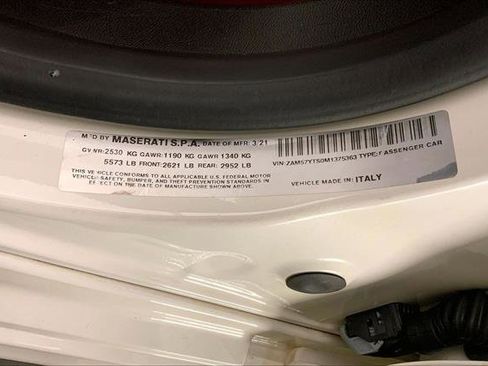 MF'D BY MASERATI S.P.A. DATE OF MFR: 3/21
GVWR: 2530 KG GAWR: 1190 KG GAWR 1340 KG
5573 LB FRONT: 2621 LB REAR: 2952 LB
THIS VEHICLE CONFORMS TO ALL APPLICABLE U.S. FEDERAL MOTOR
VEHICLE SAFETY, BUMPER, AND THEFT PREVENTION STANDARDS IN
EFFECT ON THE DATE OF MANUFACTURE SHOWN ABOVE.
VIN: ZAM57YTS0M1375363 TYPE: PASSENGER CAR
VEHICLE MADE IN: ITALY